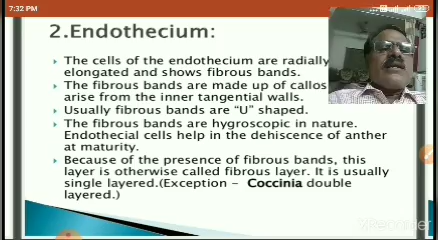 7:32 PM
2.Endothecium:
The cells of the endothecium are radially
elongated and shows fibrous bands.
The fibrous bands are made up of callos
arise from the inner tangential walls.
Usually fibrous bands are "U" shaped.
The fibrous bands are hygroscopic in nature.
Endothecial cells help in the dehiscence of anther
at maturity.
Because of the presence of fibrous bands, this
layer is otherwise called fibrous layer. It is usually
single layered.(Exception - Coccinia double
layered.)
KINEMASTER